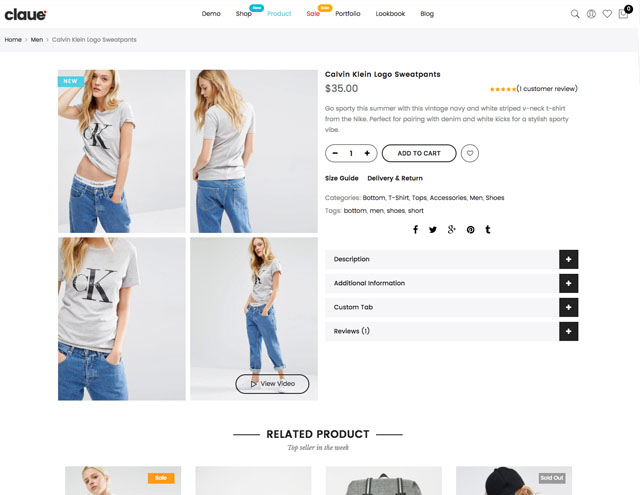 claue
Demo
Shop
New
Product
Sale
Sale
Portfolio
Lookbook
Blog
0
Home › Men › Calvin Klein Logo Sweatpants
NEW
CK
CK
View Video
Calvin Klein Logo Sweatpants
$35.00
(1 customer review)
Go sporty this summer with this vintage navy and white striped v-neck t-shirt
from the Nike. Perfect for pairing with denim and white kicks for a stylish sporty
vibe.
- 1 +
ADD TO CART
Size Guide Delivery & Return
Categories: Bottom, T-Shirt, Tops, Accessories, Men, Shoes
Tags: bottom, men, shoes, short
Description +
Additional Information +
Custom Tab +
Reviews (1) +
RELATED PRODUCT
Top seller in the week
Sale
Sold Out